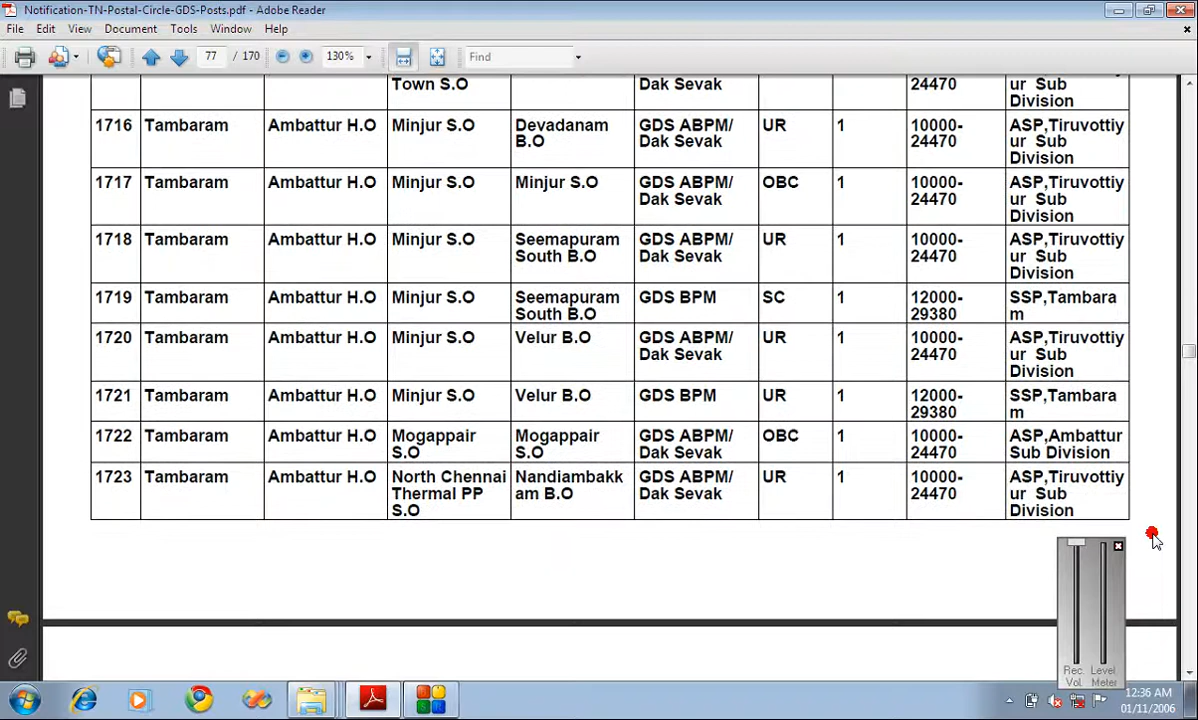 Notification-TN-Postal-Circle-GDS-Posts.pdf - Adobe Reader
File Edit View Document Tools Window Help
77 / 170 130% Find
Town S.O Dak Sevak 24470 ur Sub Division
1716 Tambaram Ambattur H.O Minjur S.O Devadanam B.O GDS ABPM/ Dak Sevak UR 1 10000-24470 ASP,Tiruvottiyur Sub Division
1717 Tambaram Ambattur H.O Minjur S.O Minjur S.O GDS ABPM/ Dak Sevak OBC 1 10000-24470 ASP,Tiruvottiyur Sub Division
1718 Tambaram Ambattur H.O Minjur S.O Seemapuram South B.O GDS ABPM/ Dak Sevak UR 1 10000-24470 ASP,Tiruvottiyur Sub Division
1719 Tambaram Ambattur H.O Minjur S.O Seemapuram South B.O GDS BPM SC 1 12000-29380 SSP,Tambaram
1720 Tambaram Ambattur H.O Minjur S.O Velur B.O GDS ABPM/ Dak Sevak UR 1 10000-24470 ASP,Tiruvottiyur Sub Division
1721 Tambaram Ambattur H.O Minjur S.O Velur B.O GDS BPM UR 1 12000-29380 SSP,Tambaram
1722 Tambaram Ambattur H.O Mogappair S.O Mogappair S.O GDS ABPM/ Dak Sevak OBC 1 10000-24470 ASP,Ambattur Sub Division
1723 Tambaram Ambattur H.O North Chennai Thermal PP S.O Nandiambakkam B.O GDS ABPM/ Dak Sevak UR 1 10000-24470 ASP,Tiruvottiyur Sub Division
Rec. Level
Vol Meter
12:36 AM
01/11/2006